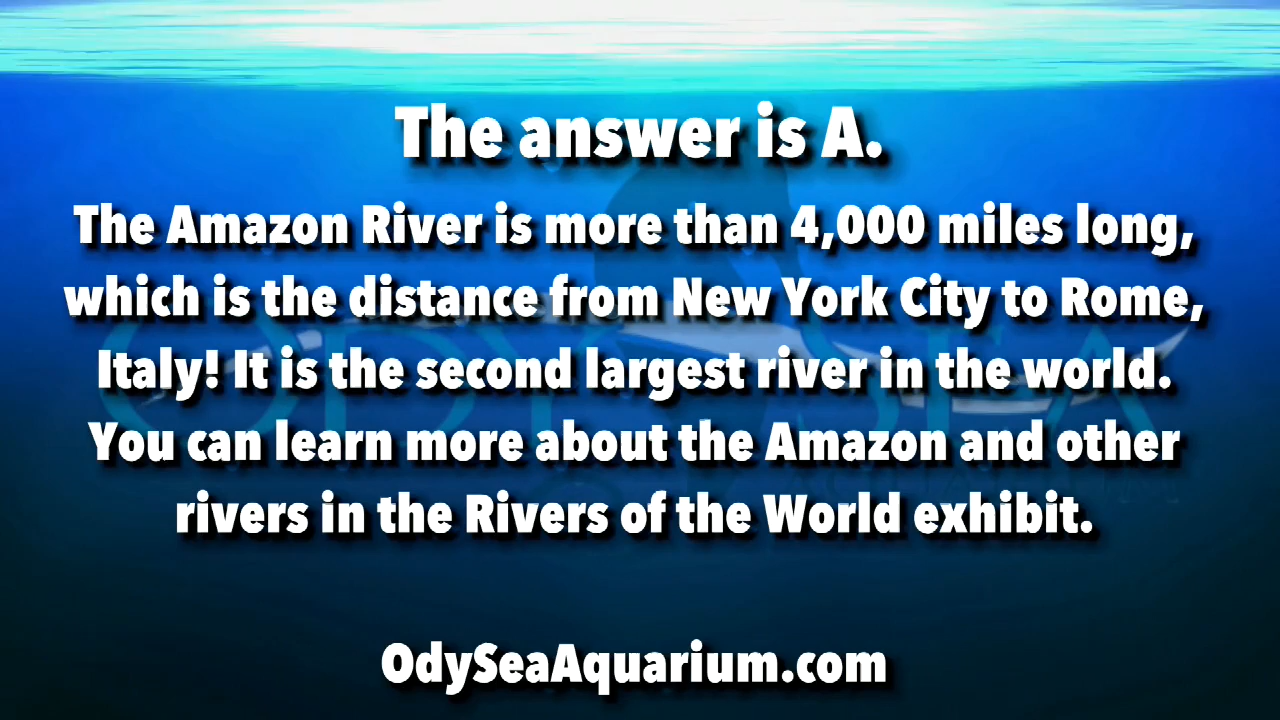 The answer is A.
The Amazon River is more than 4,000 miles long,
which is the distance from New York City to Rome,
Italy! It is the second largest river in the world.
You can learn more about the Amazon and other
rivers in the Rivers of the World exhibit.
ODYSEA
OdySeaAquarium.com